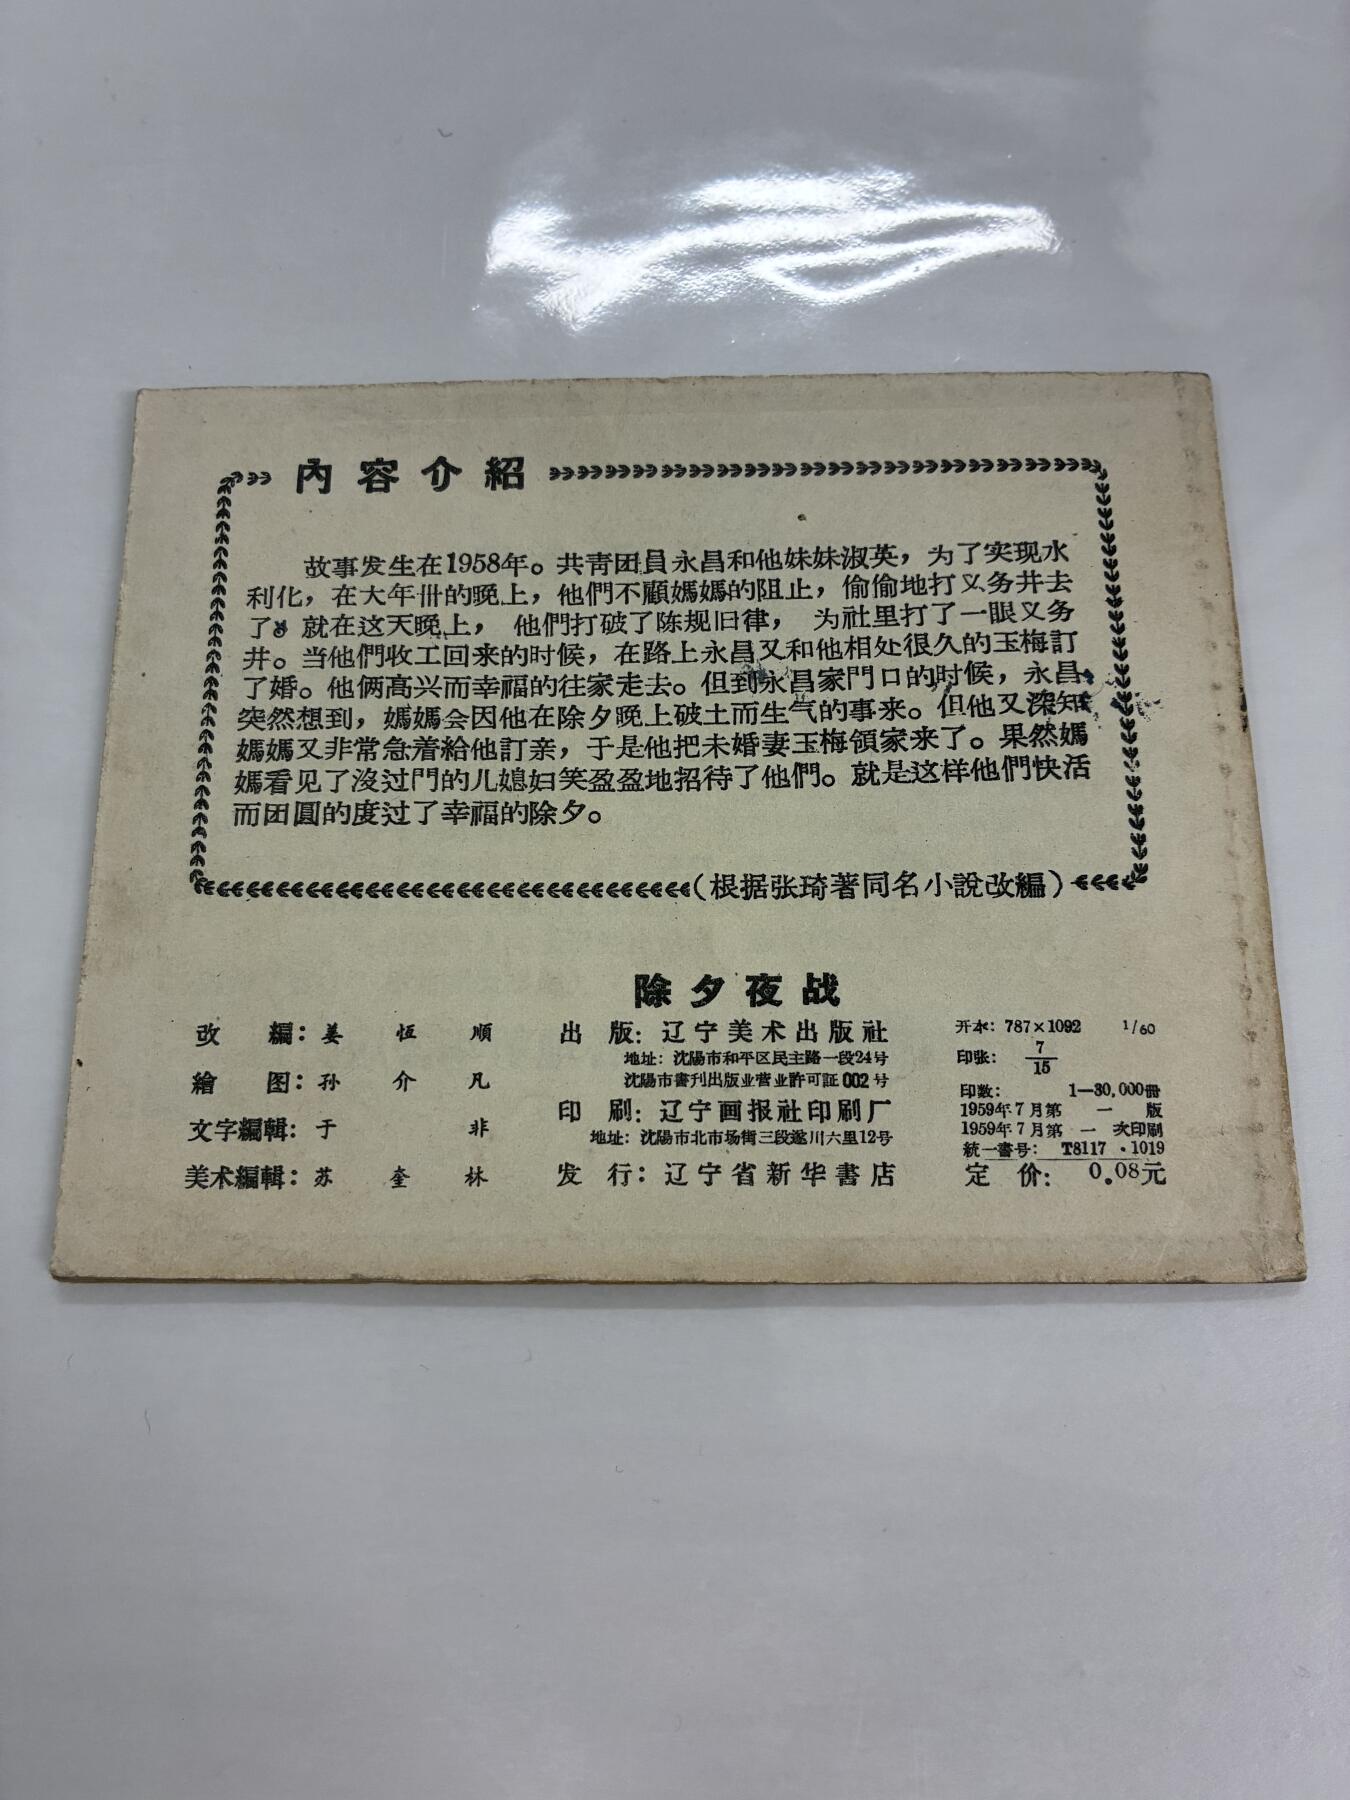 內容介紹
故事发生在1958年。共青团員永昌和他妹妹淑英，为了实现水
利化，在大年卅的晚上，他們不顧媽媽的阻止，偷偷地打义务井去
了。就在这天晚上，他們打破了陈规旧律，为社里打了一眼义务
井。当他們收工回来的时候，在路上永昌又和他相处很久的玉梅訂
了婚。他俩高兴而幸福的往家走去。但到永昌家門口的时候，永昌
突然想到，媽媽会因他在除夕晚上破土而生气的事来。但他又深知
媽媽又非常急着給他訂亲，于是他把未婚妻玉梅領家来了。果然媽
媽看见了沒过門的儿媳妇笑盈盈地招待了他們。就是这样他們快活
而团圓的度过了幸福的除夕。
（根据张琦著同名小說改編）
除夕夜战
改編：姜恆順
繪图：孙介凡
文字編輯：于非
美术編輯：苏奎林
出版：辽宁美术出版社
地址：沈陽市和平区民主路一段24号
沈陽市書刊出版业营业許可証002号
印刷：辽宁画报社印刷厂
地址：沈陽市北市场街三段遂川六里12号
发行：辽宁省新华書店
开本：787×1092 1/60
印张：7/15
印数：1—30,000冊
1959年7月第一版
1959年7月第一次印刷
統一書号：T8117·1019
定价：0.08元